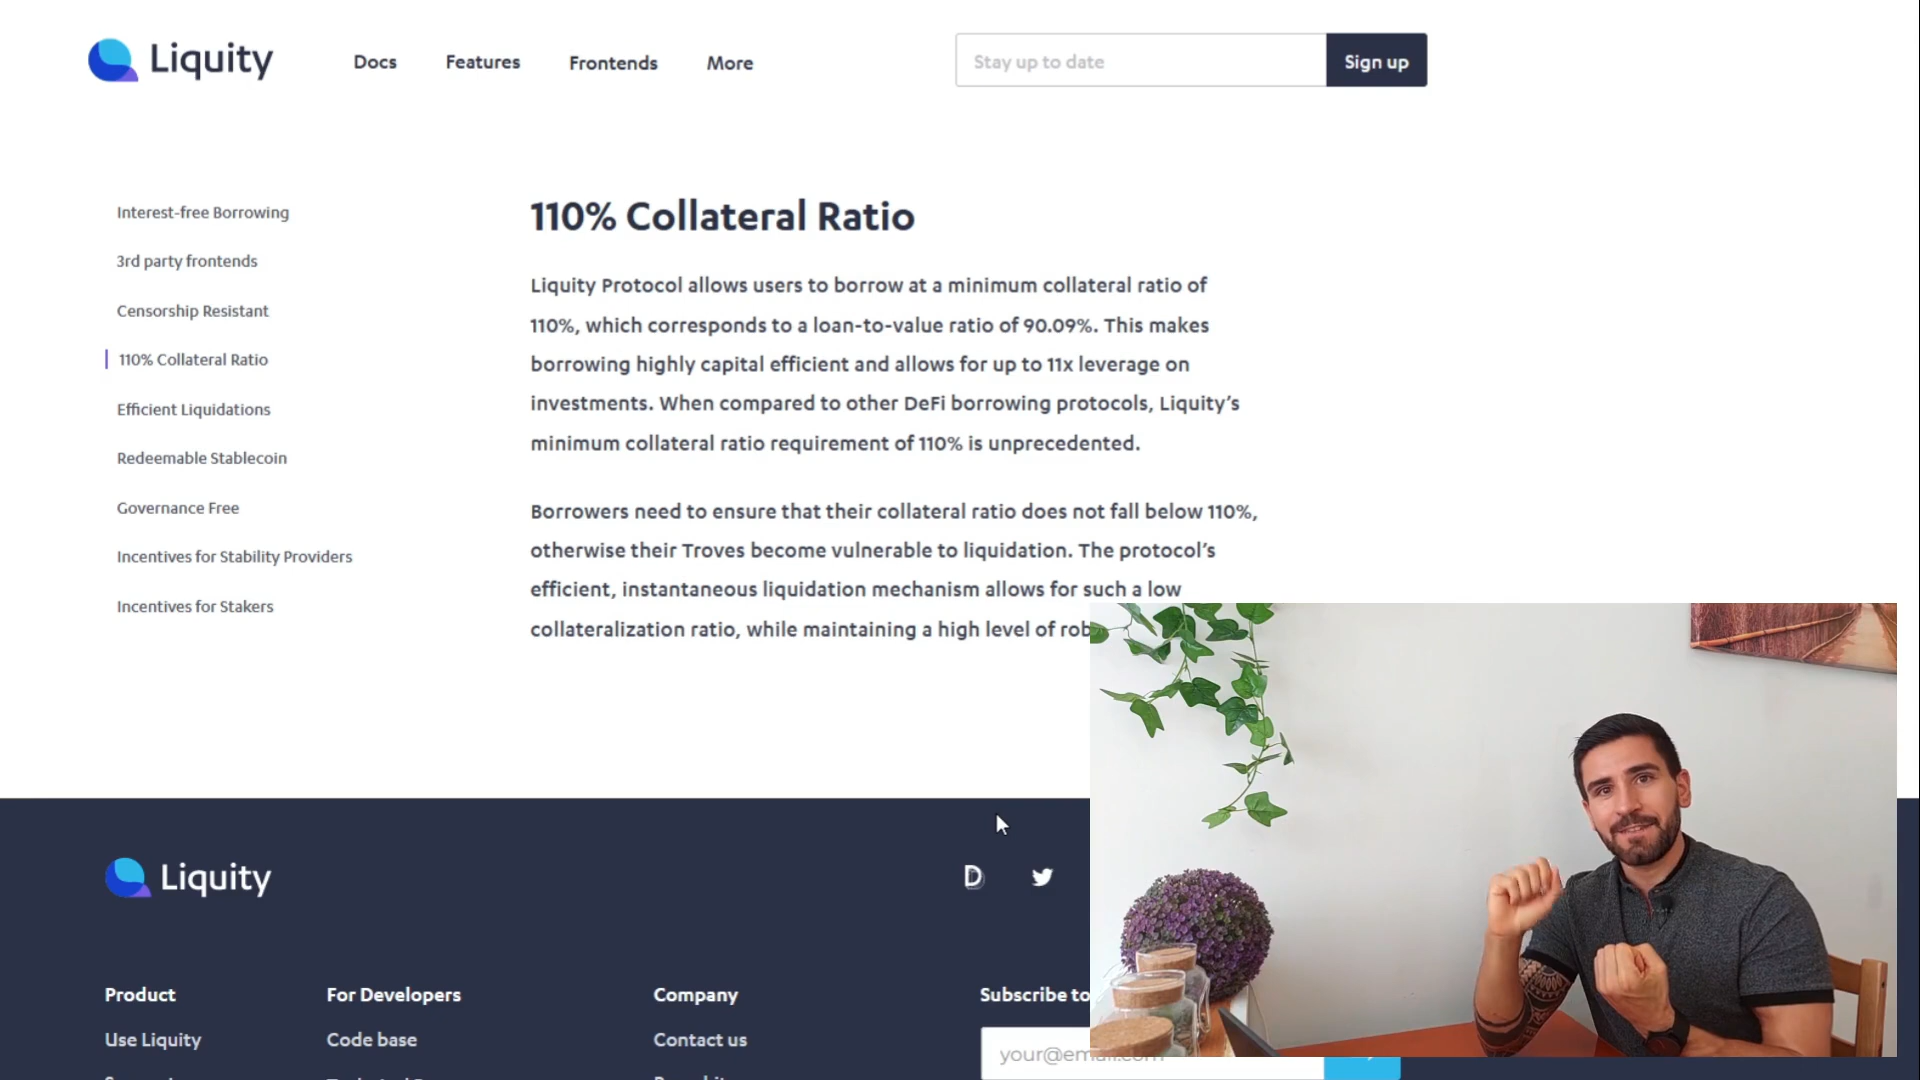 Liquity
Docs
Features
Frontends
More
Stay up to date
Sign up
Interest-free Borrowing
3rd party frontends
Censorship Resistant
110% Collateral Ratio
Efficient Liquidations
Redeemable Stablecoin
Governance Free
Incentives for Stability Providers
Incentives for Stakers
110% Collateral Ratio
Liquity Protocol allows users to borrow at a minimum collateral ratio of
110%, which corresponds to a loan-to-value ratio of 90.09%. This makes
borrowing highly capital efficient and allows for up to 11x leverage on
investments. When compared to other DeFi borrowing protocols, Liquity’s
minimum collateral ratio requirement of 110% is unprecedented.
Borrowers need to ensure that their collateral ratio does not fall below 110%,
otherwise their Troves become vulnerable to liquidation. The protocol’s
efficient, instantaneous liquidation mechanism allows for such a low
collateralization ratio, while maintaining a high level of rob
Liquity
Product
Use Liquity
For Developers
Code base
Company
Contact us
Subscribe to
your@email.com